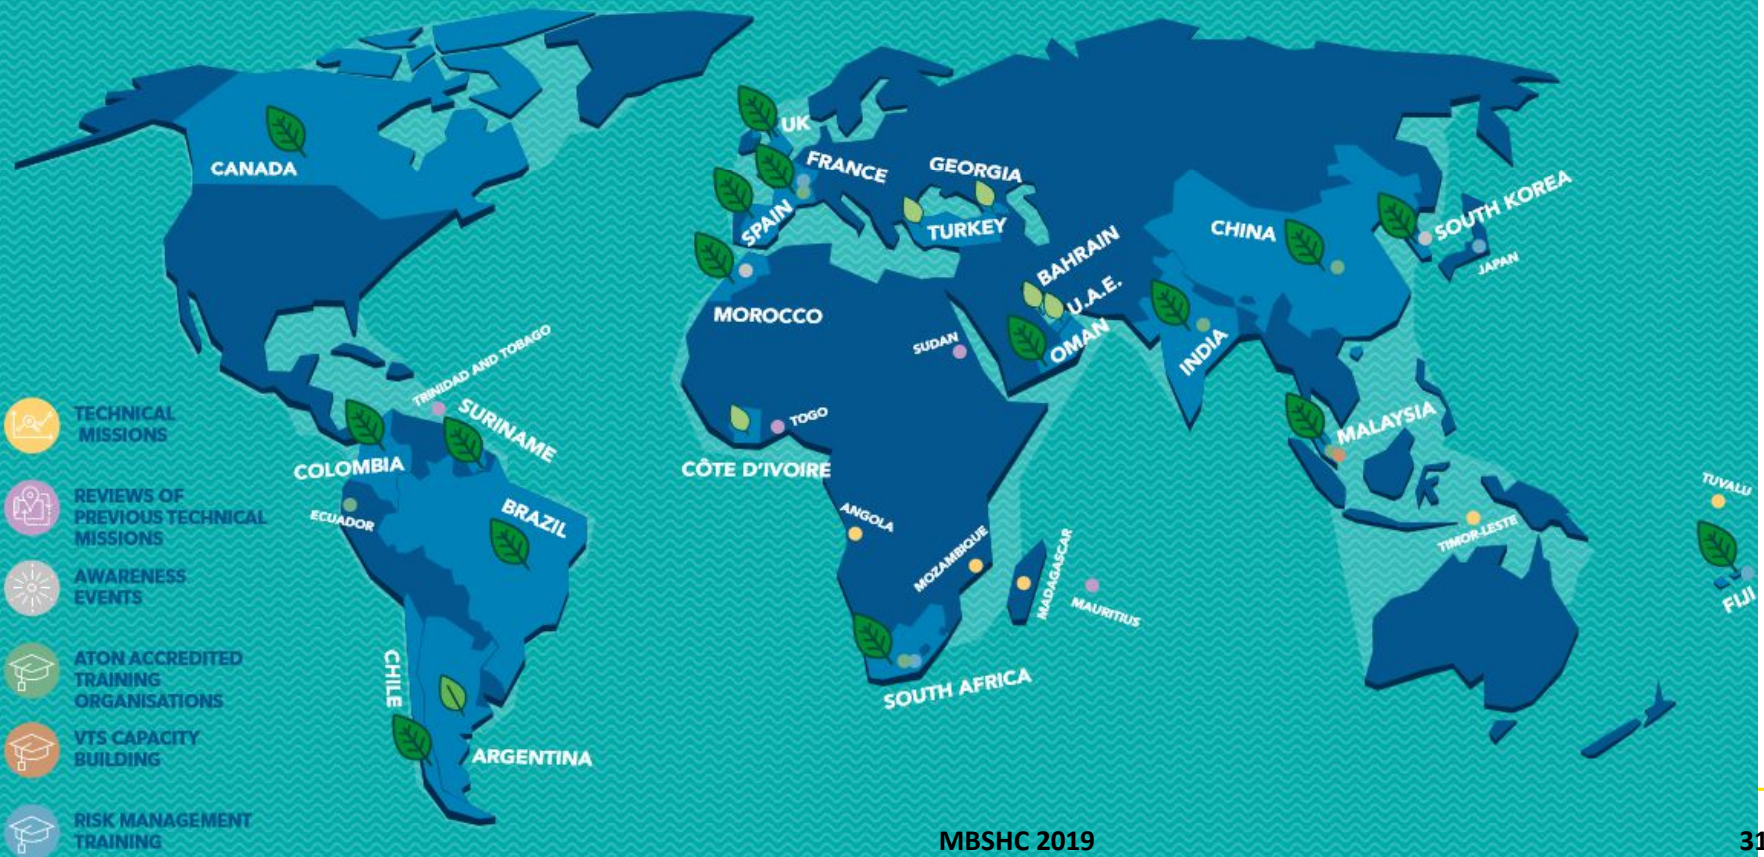 CANADA
UK
FRANCE
GEORGIA
SPAIN
TURKEY
CHINA
SOUTH KOREA
JAPAN
BAHRAIN
U.A.E.
OMAN
MOROCCO
SUDAN
INDIA
TRINIDAD AND TOBAGO
SURINAME
TOGO
MALAYSIA
COLOMBIA
CÔTE D'IVOIRE
ECUADOR
BRAZIL
ANGOLA
MOZAMBIQUE
MADAGASCAR
MAURITIUS
TUVALU
TIMOR-LESTE
FIJI
CHILE
SOUTH AFRICA
ARGENTINA
TECHNICAL
MISSIONS
REVIEWS OF
PREVIOUS TECHNICAL
MISSIONS
AWARENESS
EVENTS
ATON ACCREDITED
TRAINING
ORGANISATIONS
VTS CAPACITY
BUILDING
RISK MANAGEMENT
TRAINING
MBSHC 2019
31